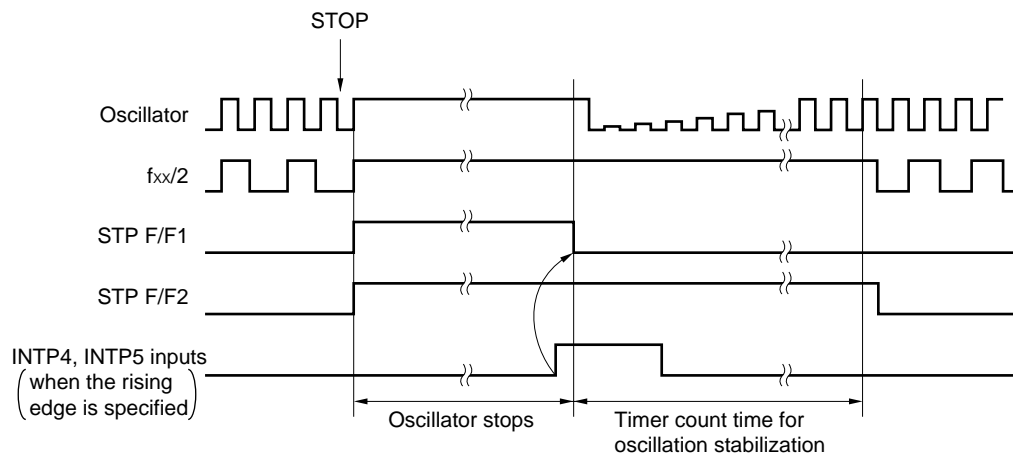 STOP
Oscillator
fxx/2
STP F/F1
STP F/F2
INTP4, INTP5 inputs
(when the rising
edge is specified)
Oscillator stops
Timer count time for
oscillation stabilization